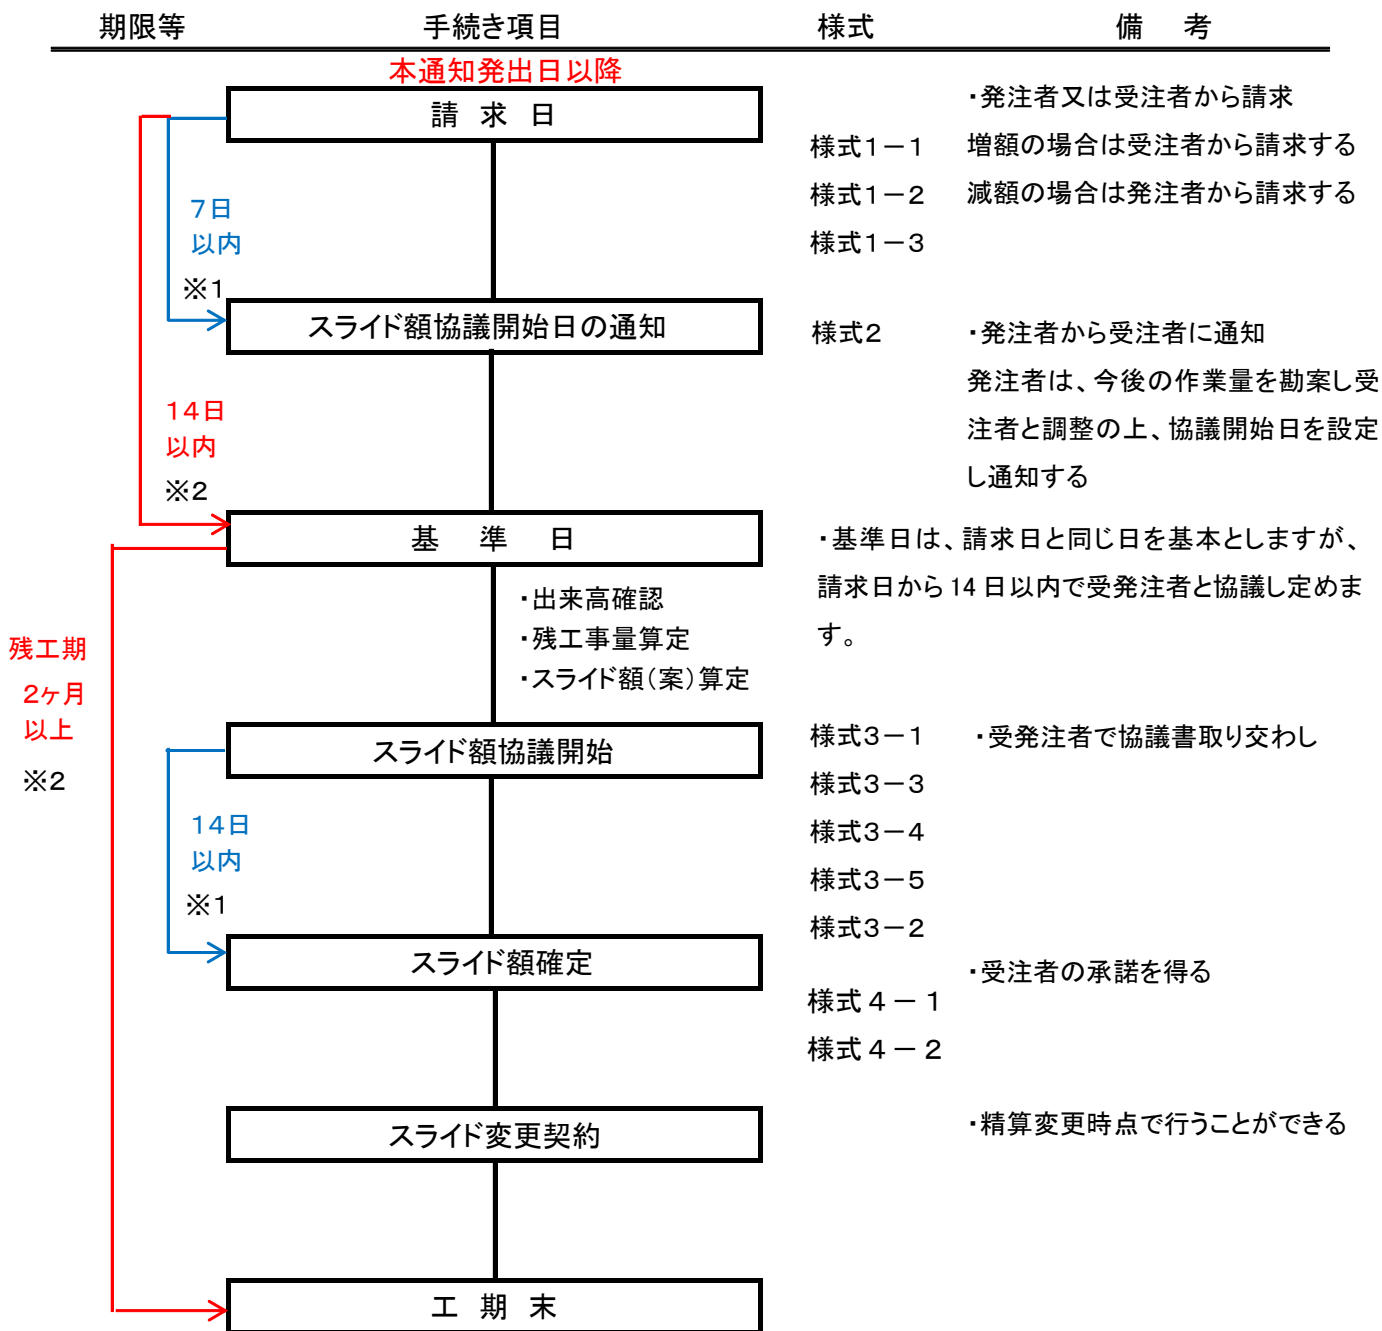 期限等 手続き項目 様式 備 考
本通知発出日以降
請 求 日
・発注者又は受注者から請求
様式1－1 増額の場合は受注者から請求する
様式1－2 減額の場合は発注者から請求する
様式1－3
7日
以内
※1
スライド額協議開始日の通知
様式2 ・発注者から受注者に通知
発注者は、今後の作業量を勘案し受
注者と調整の上、協議開始日を設定
し通知する
14日
以内
※2
基 準 日
・基準日は、請求日と同じ日を基本としますが、
請求日から 14 日以内で受発注者と協議し定めま
す。
・出来高確認
・残工事量算定
・スライド額（案）算定
残工期
2ヶ月
以上
※2
スライド額協議開始
様式3－1 ・受発注者で協議書取り交わし
様式3－3
様式3－4
様式3－5
様式3－2
14日
以内
※1
スライド額確定
・受注者の承諾を得る
様式 4 － 1
様式 4 － 2
スライド変更契約
・精算変更時点で行うことができる
工 期 末